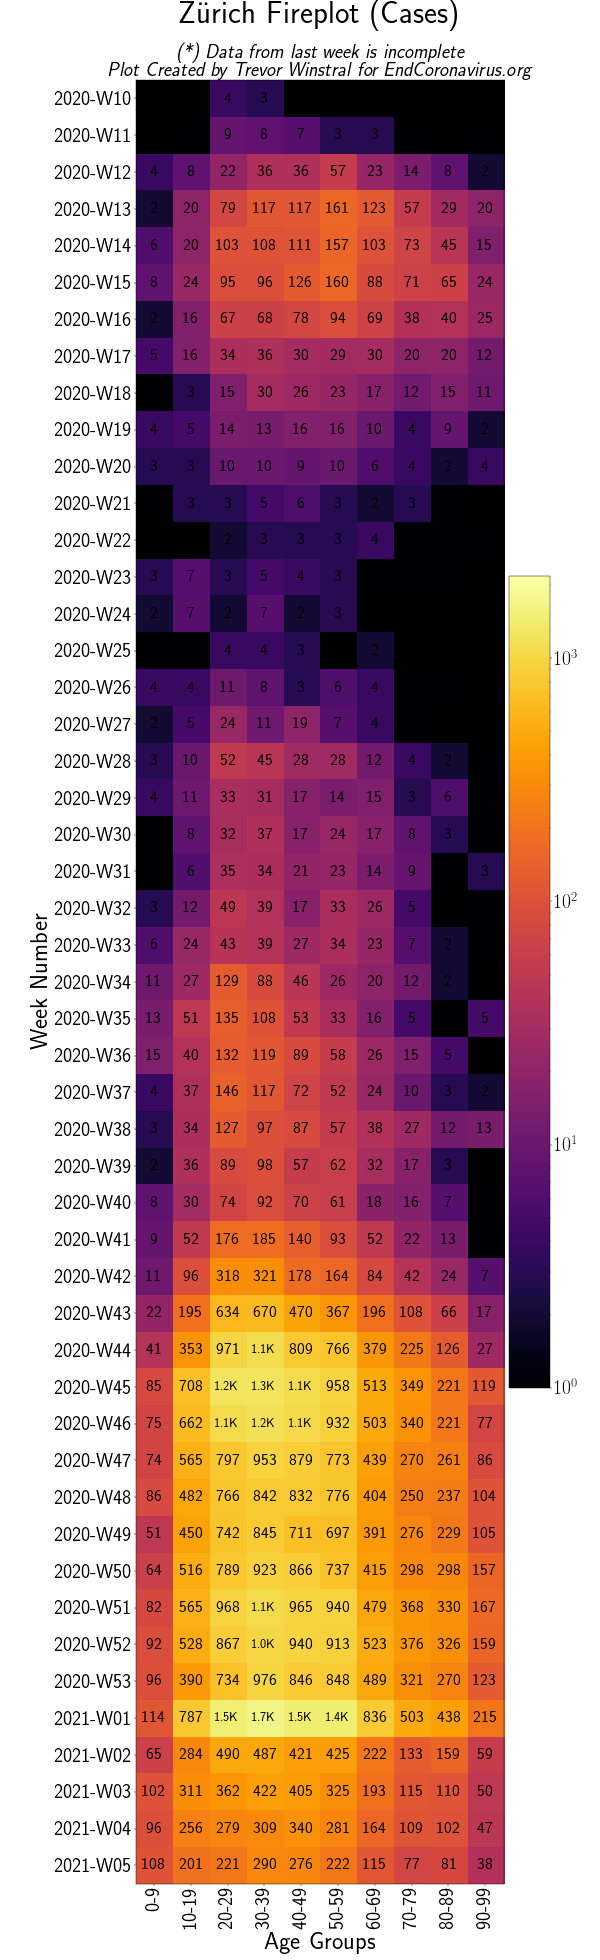 Zürich Fireplot (Cases)
(*) Data from last week is incomplete
Plot Created by Trevor Winstral for EndCoronavirus.org
2020-W10 4 3
2020-W11 9 8 7 3 3
2020-W12 4 8 22 36 36 57 23 14 8 2
2020-W13 2 20 79 117 117 161 123 57 29 20
2020-W14 6 20 103 108 111 157 103 73 45 15
2020-W15 8 24 95 96 126 160 88 71 65 24
2020-W16 2 16 67 68 78 94 69 38 40 25
2020-W17 5 16 34 36 30 29 30 20 20 12
2020-W18 3 15 30 26 23 17 12 15 11
2020-W19 4 5 14 13 16 16 10 4 9 2
2020-W20 3 3 10 10 9 10 6 4 2 4
2020-W21 3 3 5 6 3 2 3
2020-W22 2 3 3 3 4
2020-W23 3 7 3 5 4 3
2020-W24 2 7 2 7 2 3
2020-W25 4 4 3 2
2020-W26 4 4 11 8 3 6 4
2020-W27 2 5 24 11 19 7 4
2020-W28 3 10 52 45 28 28 12 4 2
2020-W29 4 11 33 31 17 14 15 3 6
2020-W30 8 32 37 17 24 17 8 3
2020-W31 6 35 34 21 23 14 9 3
2020-W32 3 12 49 39 17 33 26 5
2020-W33 6 24 43 39 27 34 23 7 2
2020-W34 11 27 129 88 46 26 20 12 2
2020-W35 13 51 135 108 53 33 16 5 5
2020-W36 15 40 132 119 89 58 26 15 5
2020-W37 4 37 146 117 72 52 24 10 3 2
2020-W38 3 34 127 97 87 57 38 27 12 13
2020-W39 2 36 89 98 57 62 32 17 3
2020-W40 8 30 74 92 70 61 18 16 7
2020-W41 9 52 176 185 140 93 52 22 13
2020-W42 11 96 318 321 178 164 84 42 24 7
2020-W43 22 195 634 670 470 367 196 108 66 17
2020-W44 41 353 971 1.1K 809 766 379 225 126 27
2020-W45 85 708 1.2K 1.3K 1.1K 958 513 349 221 119
2020-W46 75 662 1.1K 1.2K 1.1K 932 503 340 221 77
2020-W47 74 565 797 953 879 773 439 270 261 86
2020-W48 86 482 766 842 832 776 404 250 237 104
2020-W49 51 450 742 845 711 697 391 276 229 105
2020-W50 64 516 789 923 866 737 415 298 298 157
2020-W51 82 565 968 1.1K 965 940 479 368 330 167
2020-W52 92 528 867 1.0K 940 913 523 376 326 159
2020-W53 96 390 734 976 846 848 489 321 270 123
2021-W01 114 787 1.5K 1.7K 1.5K 1.4K 836 503 438 215
2021-W02 65 284 490 487 421 425 222 133 159 59
2021-W03 102 311 362 422 405 325 193 115 110 50
2021-W04 96 256 279 309 340 281 164 109 102 47
2021-W05 108 201 221 290 276 222 115 77 81 38
0-9 10-19 20-29 30-39 40-49 50-59 60-69 70-79 80-89 90-99
Age Groups
Week Number
10³
10²
10¹
10⁰